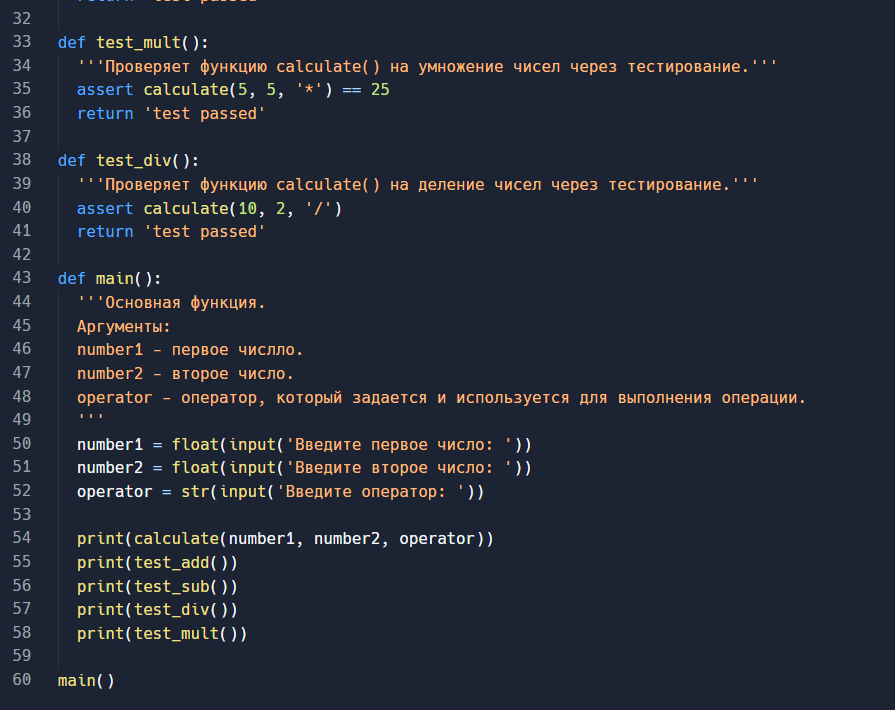 32
33 def test_mult():
34 '''Проверяет функцию calculate() на умножение чисел через тестирование.'''
35 assert calculate(5, 5, '*') == 25
36 return 'test passed'
37
38 def test_div():
39 '''Проверяет функцию calculate() на деление чисел через тестирование.'''
40 assert calculate(10, 2, '/')
41 return 'test passed'
42
43 def main():
44 '''Основная функция.
45 Аргументы:
46 number1 - первое числло.
47 number2 - второе число.
48 operator - оператор, который задается и используется для выполнения операции.
49 '''
50 number1 = float(input('Введите первое число: '))
51 number2 = float(input('Введите второе число: '))
52 operator = str(input('Введите оператор: '))
53
54 print(calculate(number1, number2, operator))
55 print(test_add())
56 print(test_sub())
57 print(test_div())
58 print(test_mult())
59
60 main()